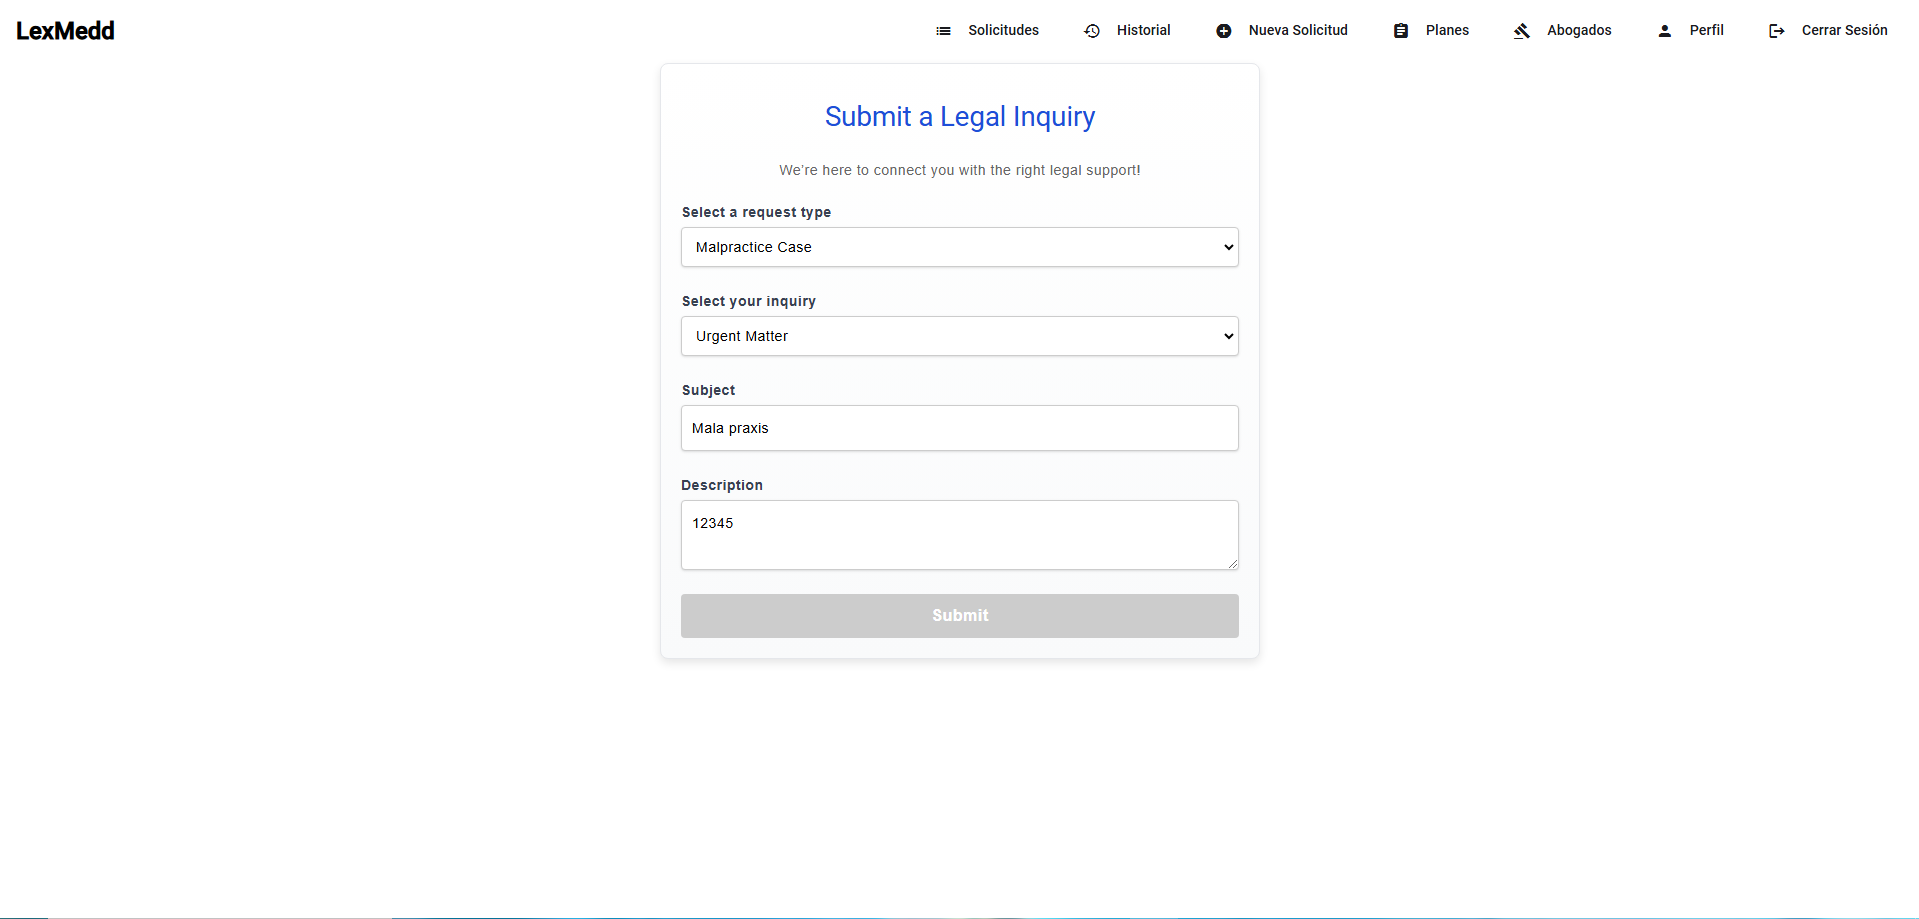 LexMedd
Solicitudes Historial Nueva Solicitud Planes Abogados Perfil Cerrar Sesión
Submit a Legal Inquiry
We're here to connect you with the right legal support!
Select a request type
Malpractice Case
Select your inquiry
Urgent Matter
Subject
Mala praxis
Description
12345
Submit